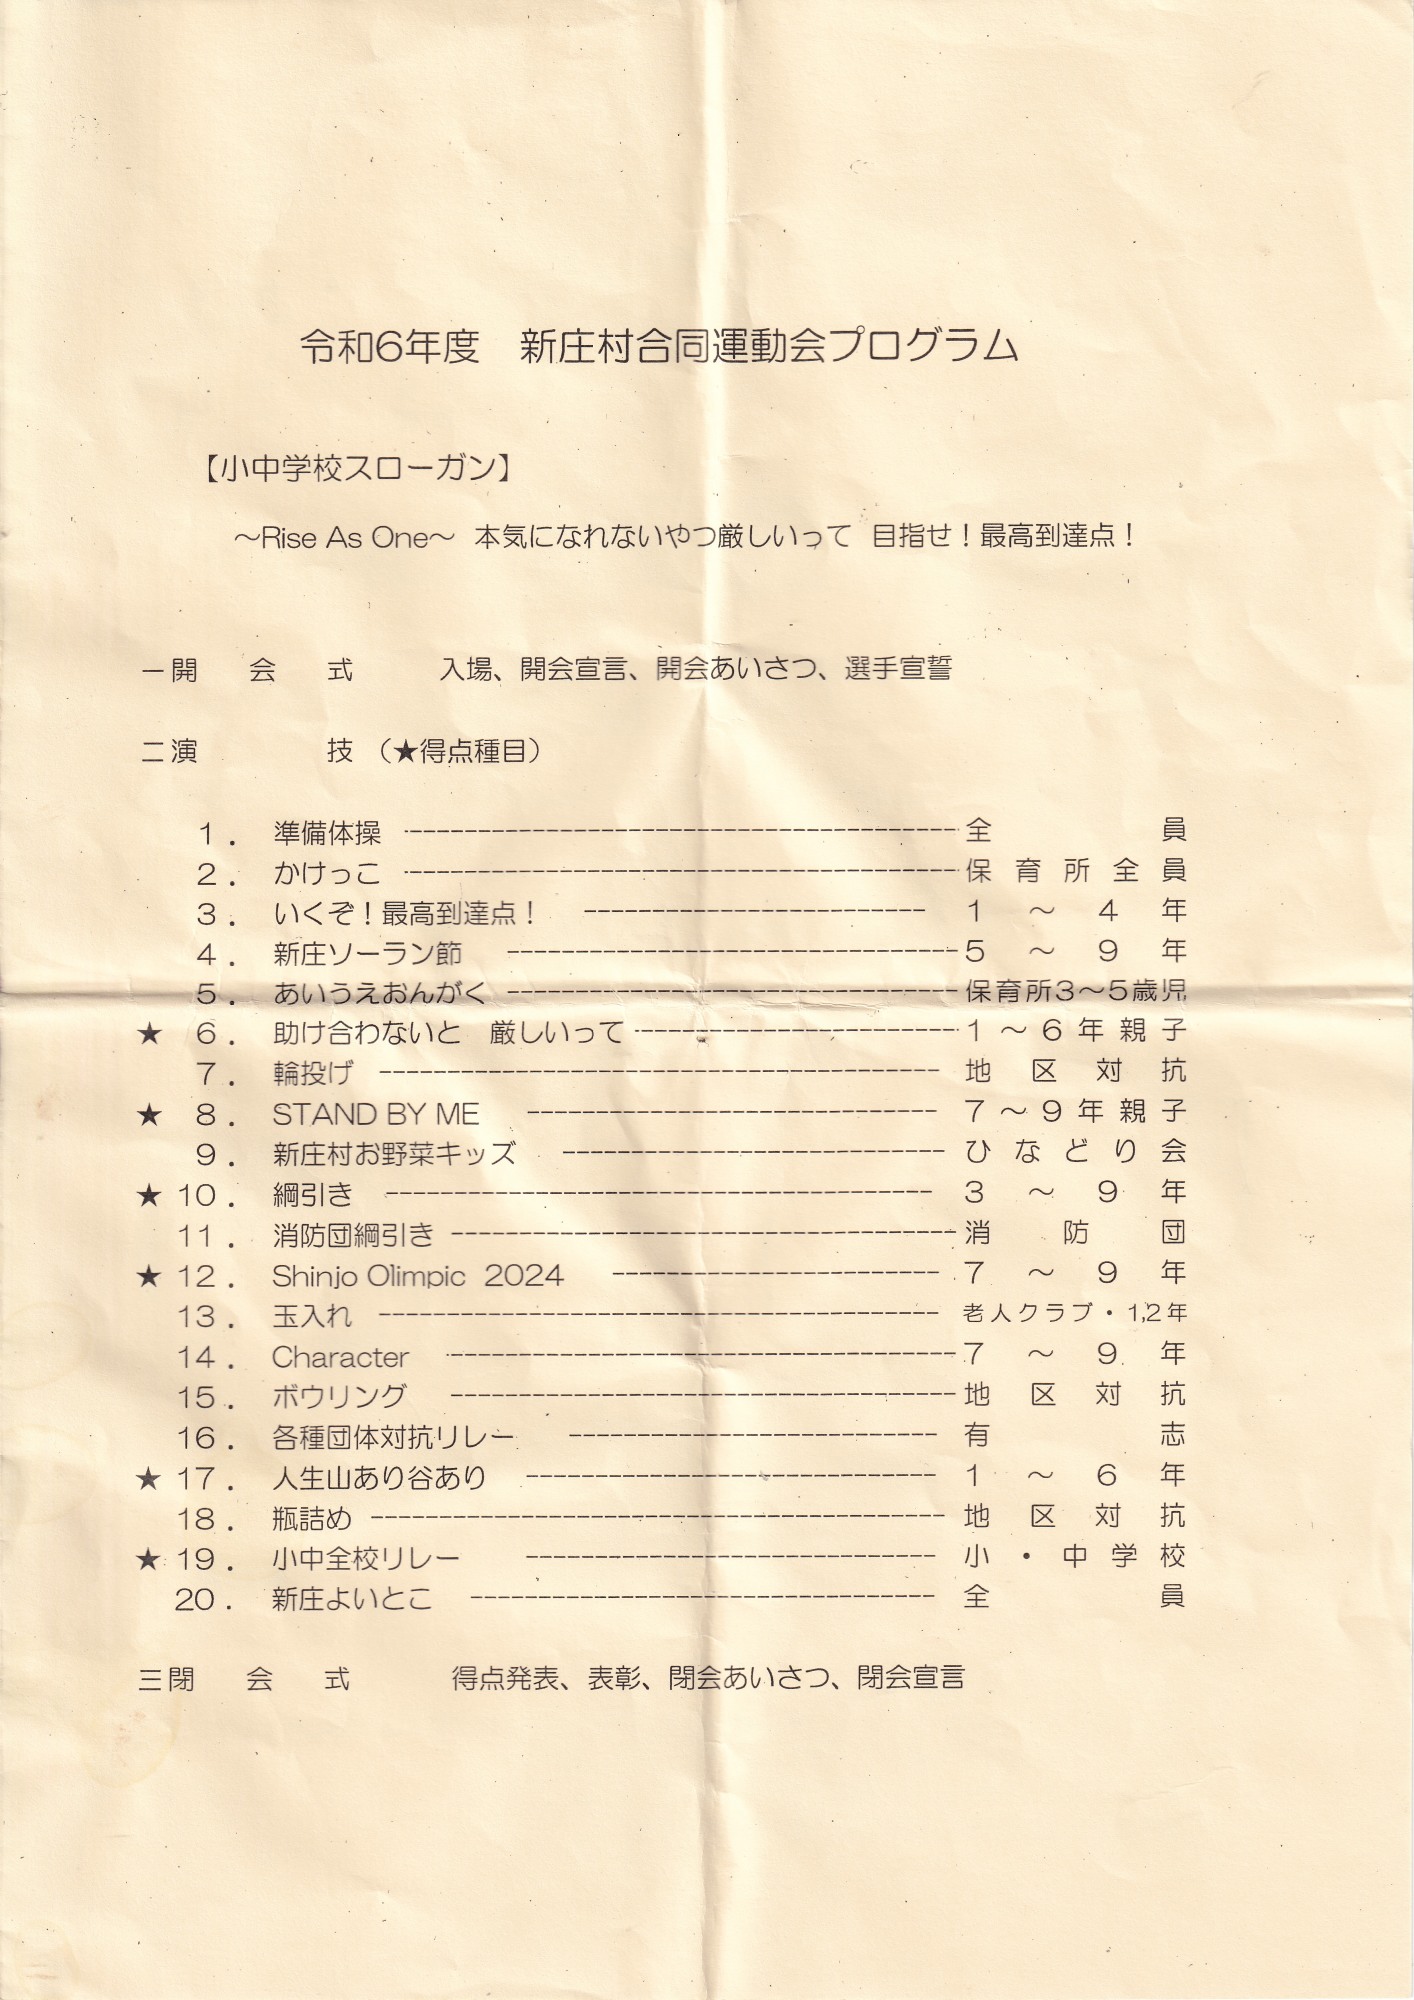 令和6年度　新庄村合同運動会プログラム
【小中学校スローガン】
～Rise As One～　本気になれないやつ厳しいって　目指せ！最高到達点！
一 開　会　式　入場、開会宣言、開会あいさつ、選手宣誓
二 演　技　（★得点種目）
1．準備体操 ---------- 全員
2．かけっこ ---------- 保育所全員
3．いくぞ！最高到達点！ ---------- 1～4年
4．新庄ソーラン節 ---------- 5～9年
5．あいうえおんがく ---------- 保育所3～5歳児
★ 6．助け合わないと　厳しいって ---------- 1～6年親子
7．輪投げ ---------- 地区対抗
★ 8．STAND BY ME ---------- 7～9年親子
9．新庄村お野菜キッズ ---------- ひなどり会
★ 10．綱引き ---------- 3～9年
11．消防団綱引き ---------- 消防団
★ 12．Shinjo Olimpic 2024 ---------- 7～9年
13．玉入れ ---------- 老人クラブ・1,2年
14．Character ---------- 7～9年
15．ボウリング ---------- 地区対抗
16．各種団体対抗リレー ---------- 有志
★ 17．人生山あり谷あり ---------- 1～6年
18．瓶詰め ---------- 地区対抗
★ 19．小中全校リレー ---------- 小・中学校
20．新庄よいとこ ---------- 全員
三 閉　会　式　得点発表、表彰、閉会あいさつ、閉会宣言